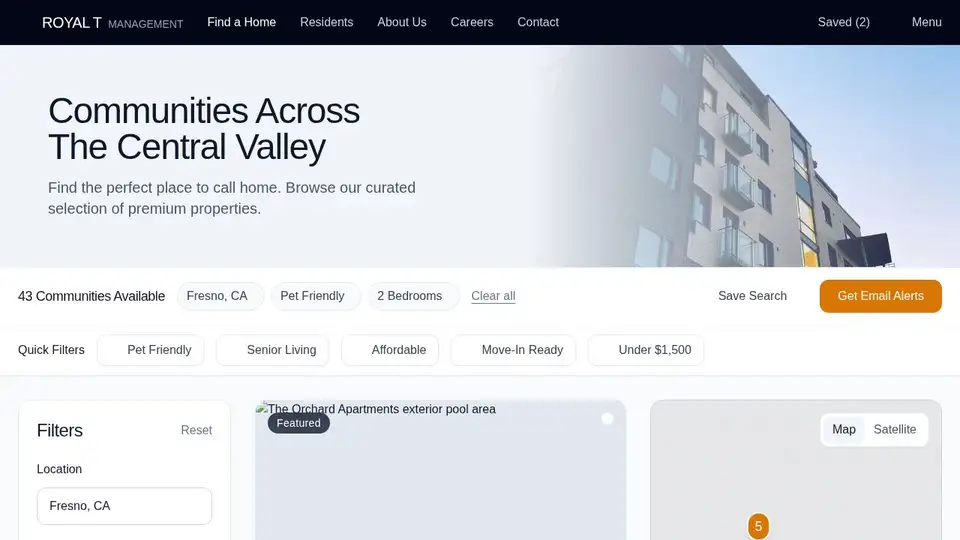 ROYAL T MANAGEMENT
Find a Home
Residents
About Us
Careers
Contact
Saved (2)
Menu
Communities Across
The Central Valley
Find the perfect place to call home. Browse our curated
selection of premium properties.
43 Communities Available
Fresno, CA
Pet Friendly
2 Bedrooms
Clear all
Save Search
Get Email Alerts
Quick Filters
Pet Friendly
Senior Living
Affordable
Move-In Ready
Under $1,500
Filters
Reset
Location
Fresno, CA
The Orchard Apartments exterior pool area
Featured
Map
Satellite
5